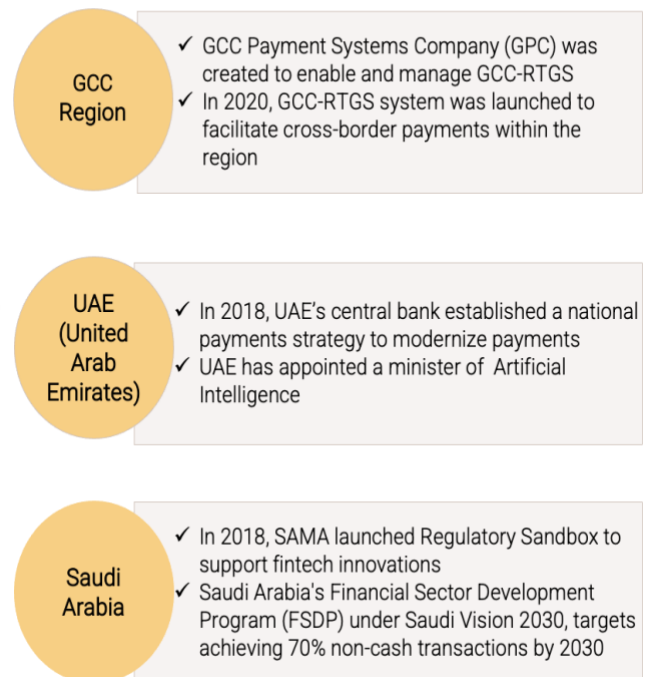 GCC
Region
✓ GCC Payment Systems Company (GPC) was
created to enable and manage GCC-RTGS
✓ In 2020, GCC-RTGS system was launched to
facilitate cross-border payments within the
region
UAE
(United
Arab
Emirates)
✓ In 2018, UAE's central bank established a national
payments strategy to modernize payments
✓ UAE has appointed a minister of Artificial
Intelligence
Saudi
Arabia
✓ In 2018, SAMA launched Regulatory Sandbox to
support fintech innovations
✓ Saudi Arabia's Financial Sector Development
Program (FSDP) under Saudi Vision 2030, targets
achieving 70% non-cash transactions by 2030